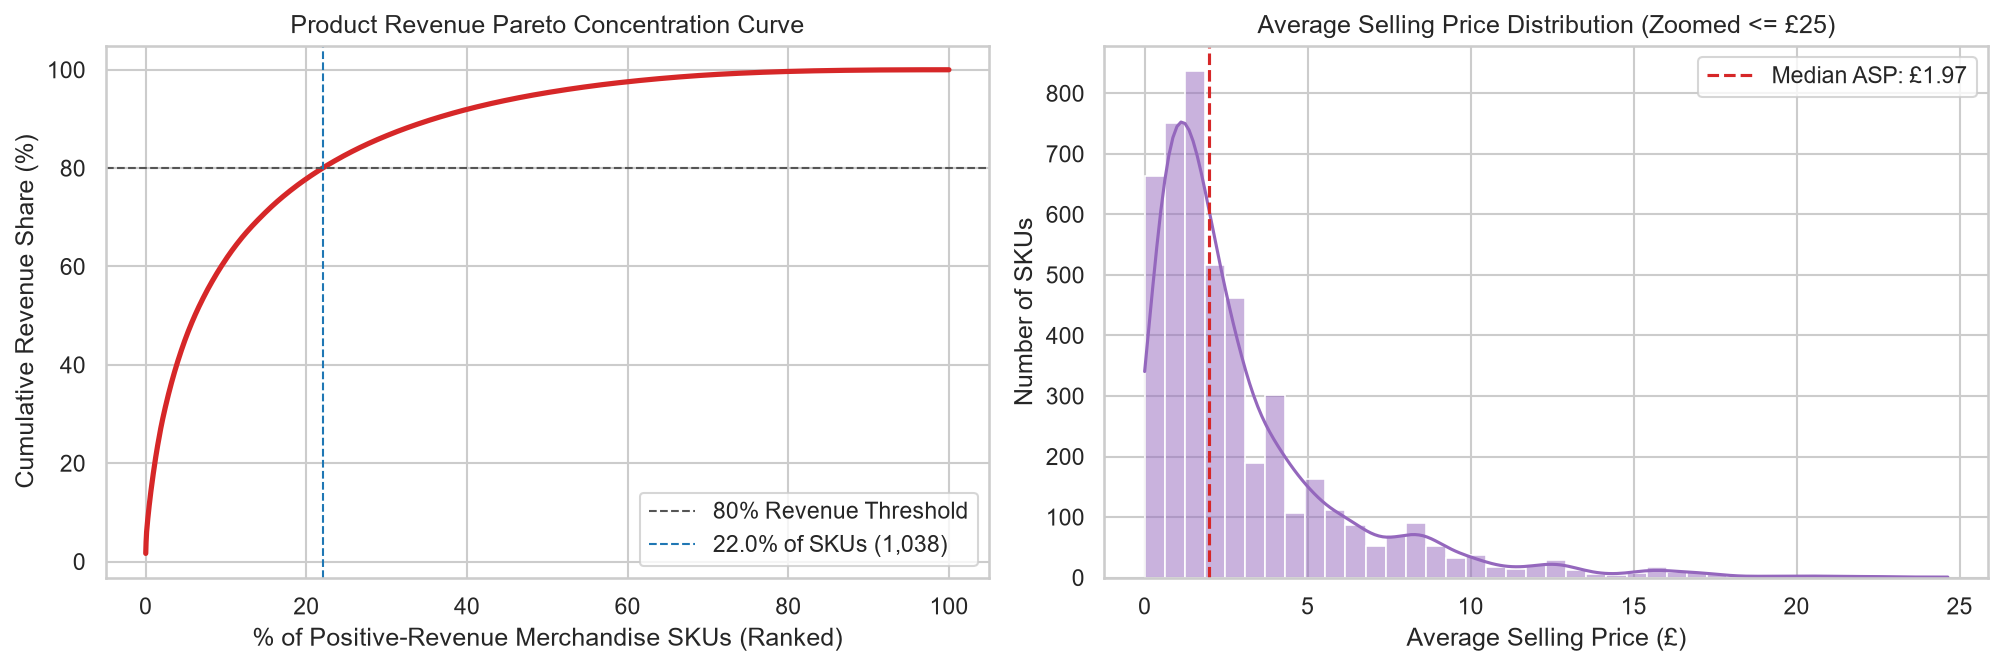 Product Revenue Pareto Concentration Curve
Cumulative Revenue Share (%)
100
80
60
40
20
0
0 20 40 60 80 100
% of Positive-Revenue Merchandise SKUs (Ranked)
80% Revenue Threshold
22.0% of SKUs (1,038)
Average Selling Price Distribution (Zoomed <= £25)
Number of SKUs
800
700
600
500
400
300
200
100
0
0 5 10 15 20 25
Average Selling Price (£)
Median ASP: £1.97